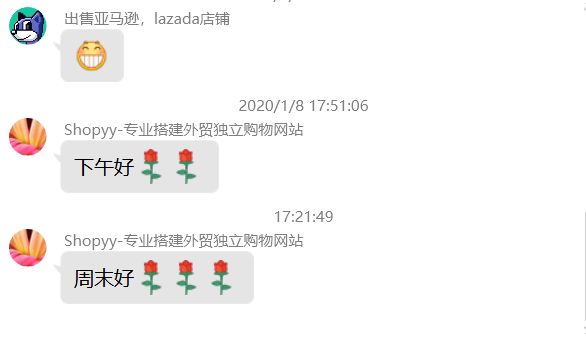 出售亚马逊，lazada店铺
2020/1/8 17:51:06
Shopyy-专业搭建外贸独立购物网站
下午好
17:21:49
Shopyy-专业搭建外贸独立购物网站
周末好